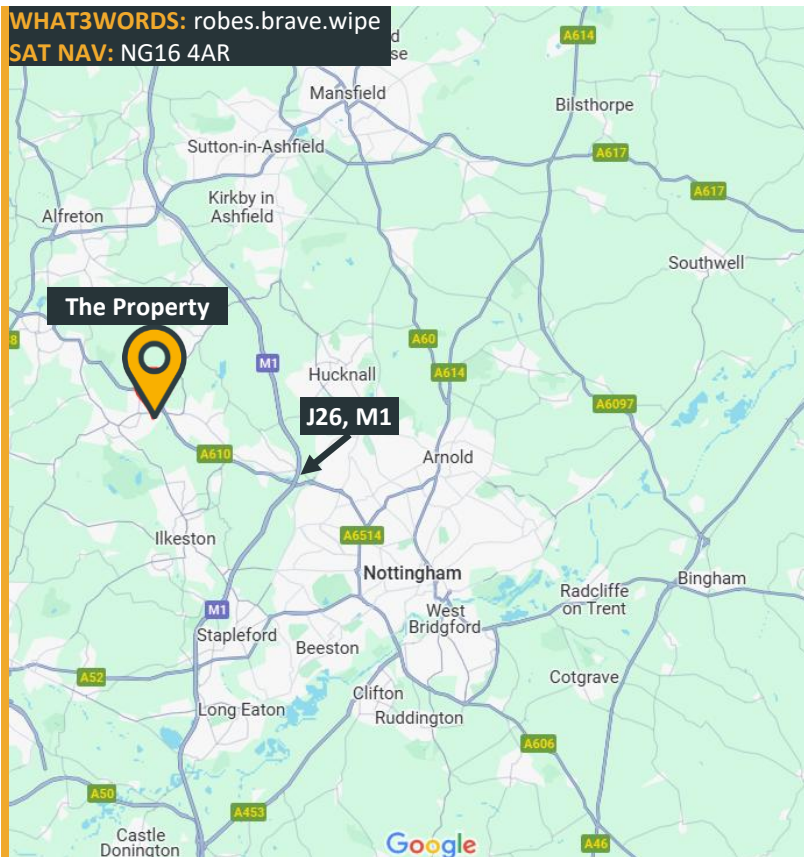 WHAT3WORDS: robes.brave.wipe
SAT NAV: NG16 4AR
A614
Mansfield
Bilsthorpe
Sutton-in-Ashfield
A617
A617
Kirkby in
Ashfield
Alfreton
Southwell
The Property
A60
M1
Hucknall
A614
A6097
J26, M1
A610
Arnold
Ilkeston
A6514
Nottingham
Bingham
Radcliffe
on Trent
M1
West
Bridgford
Stapleford
Beeston
A52
Cotgrave
Clifton
Long Eaton
Ruddington
A606
A50
A453
Castle
Donington
Google
A46